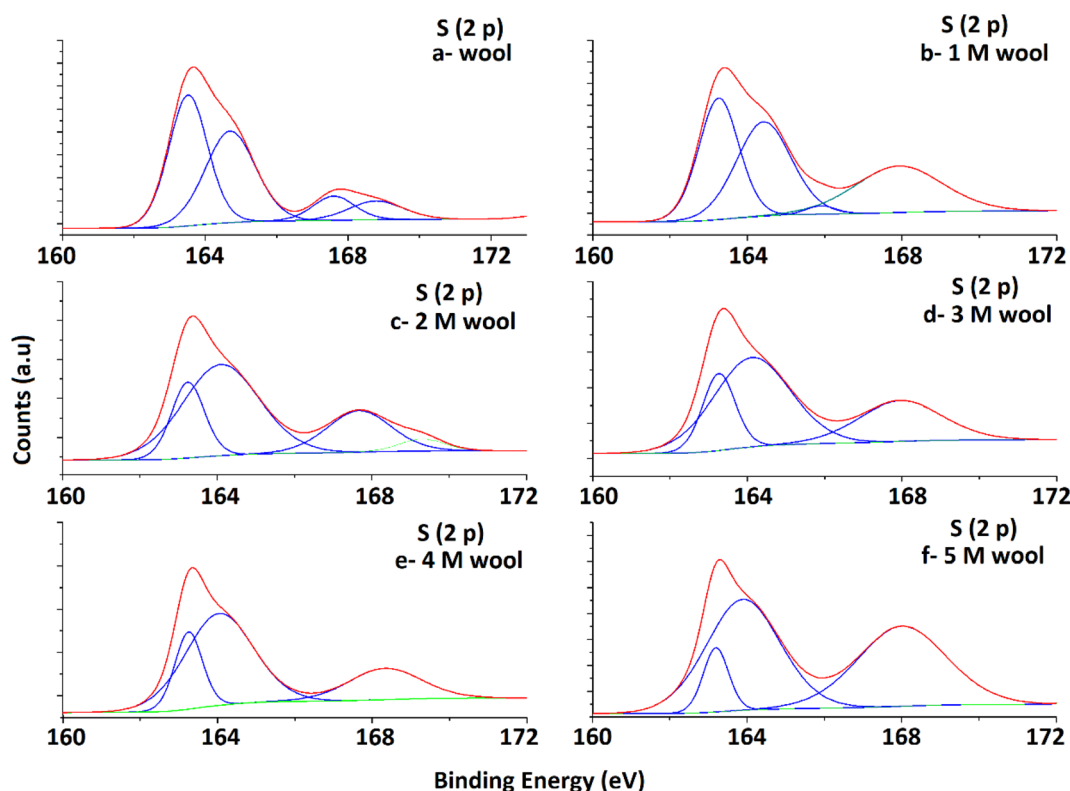 S (2 p)
a- wool
160 164 168 172
S (2 p)
b- 1 M wool
160 164 168 172
S (2 p)
c- 2 M wool
160 164 168 172
S (2 p)
d- 3 M wool
160 164 168 172
Counts (a.u)
S (2 p)
e- 4 M wool
160 164 168 172
S (2 p)
f- 5 M wool
160 164 168 172
Binding Energy (eV)